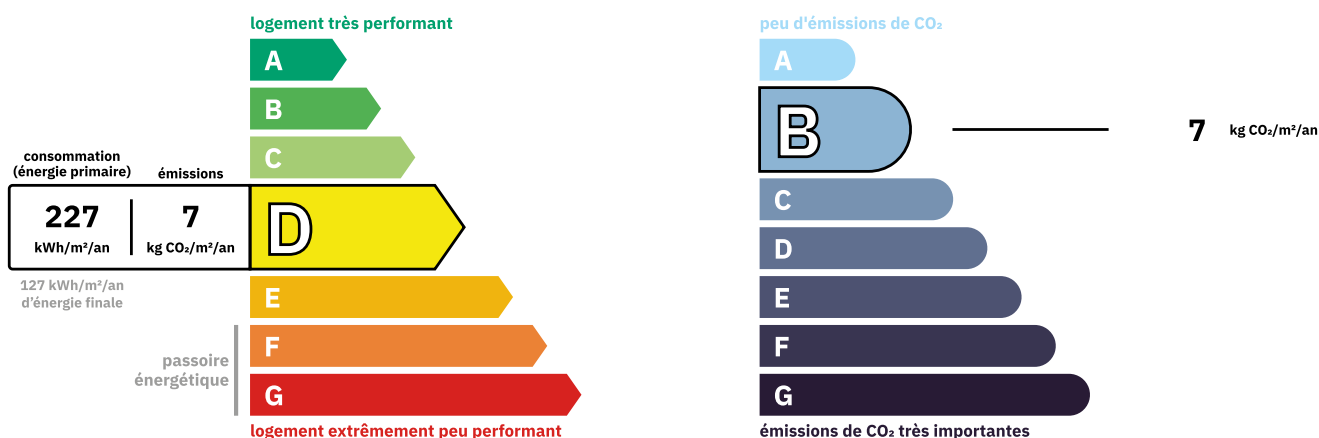 logement très performant
A
B
C
consommation
(énergie primaire)
émissions
227
kWh/m²/an
7
kg CO₂/m²/an
D
127 kWh/m²/an
d'énergie finale
E
F
passoire
énergétique
G
logement extrêmement peu performant
peu d'émissions de CO₂
A
B
7 kg CO₂/m²/an
C
D
E
F
G
émissions de CO₂ très importantes